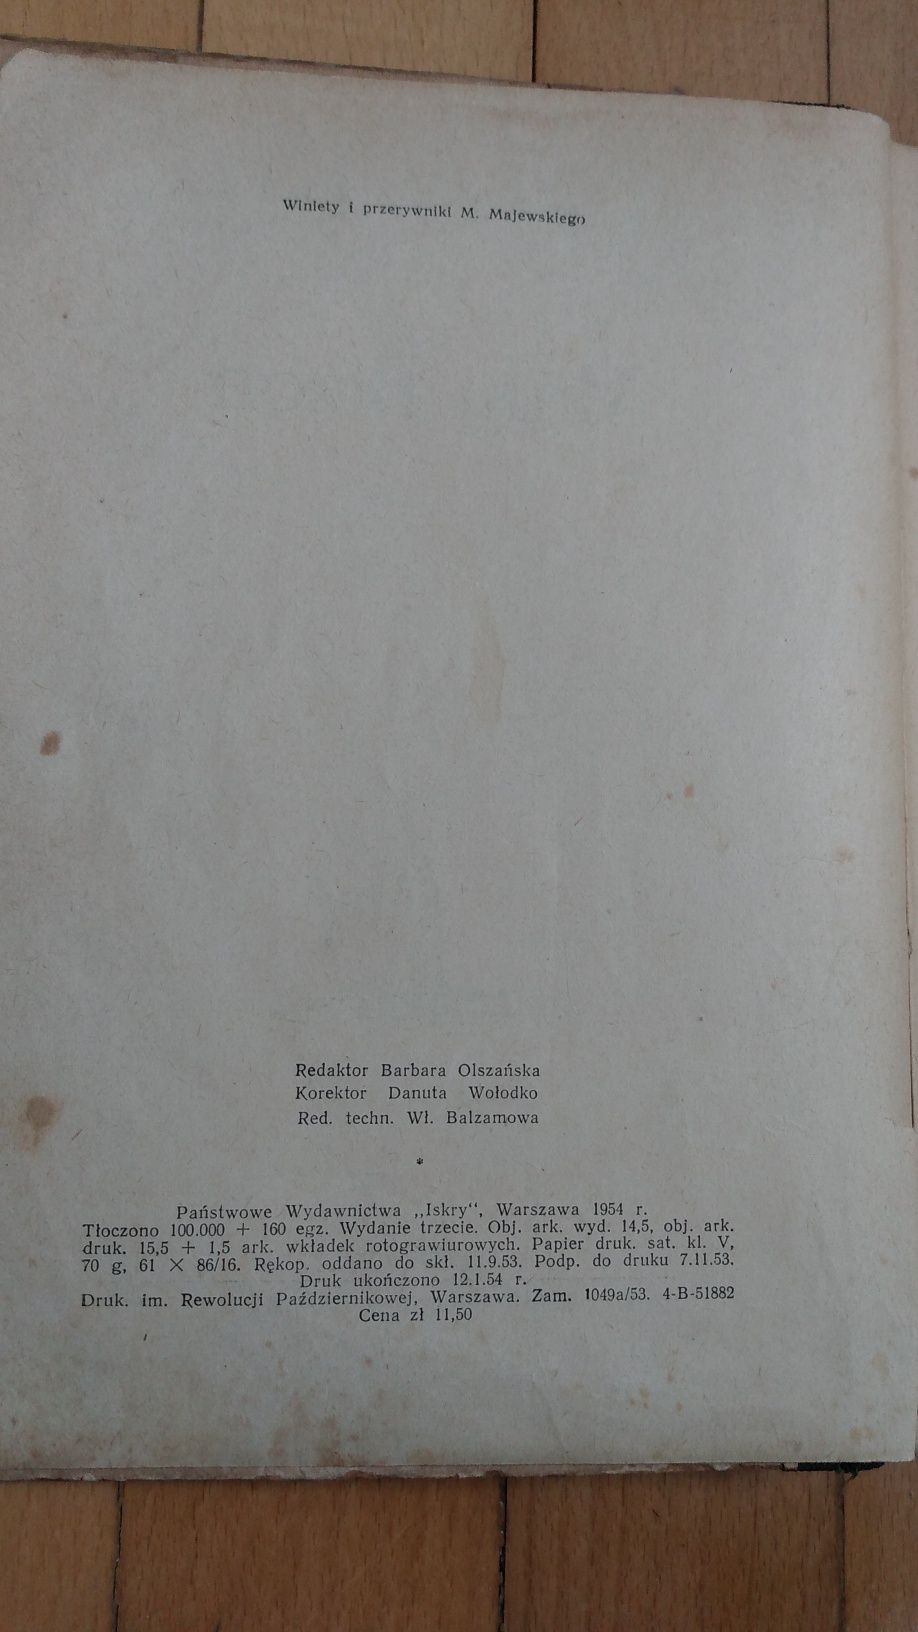 Winiety i przerywniki M. Majewskiego
Redaktor Barbara Olszańska
Korektor Danuta Wołodko
Red. techn. Wł. Balzamowa
*
Państwowe Wydawnictwa „Iskry“, Warszawa 1954 r.
Tłoczono 100.000 + 160 egz. Wydanie trzecie. Obj. ark. wyd. 14,5, obj. ark.
druk. 15,5 + 1,5 ark. wkładek rotograwiurowych. Papier druk. sat. kl. V,
70 g, 61 X 86/16. Rękop. oddano do skł. 11.9.53. Podp. do druku 7.11.53.
Druk ukończono 12.1.54 r.
Druk. im. Rewolucji Październikowej, Warszawa. Zam. 1049a/53. 4-B-51882
Cena zł 11,50